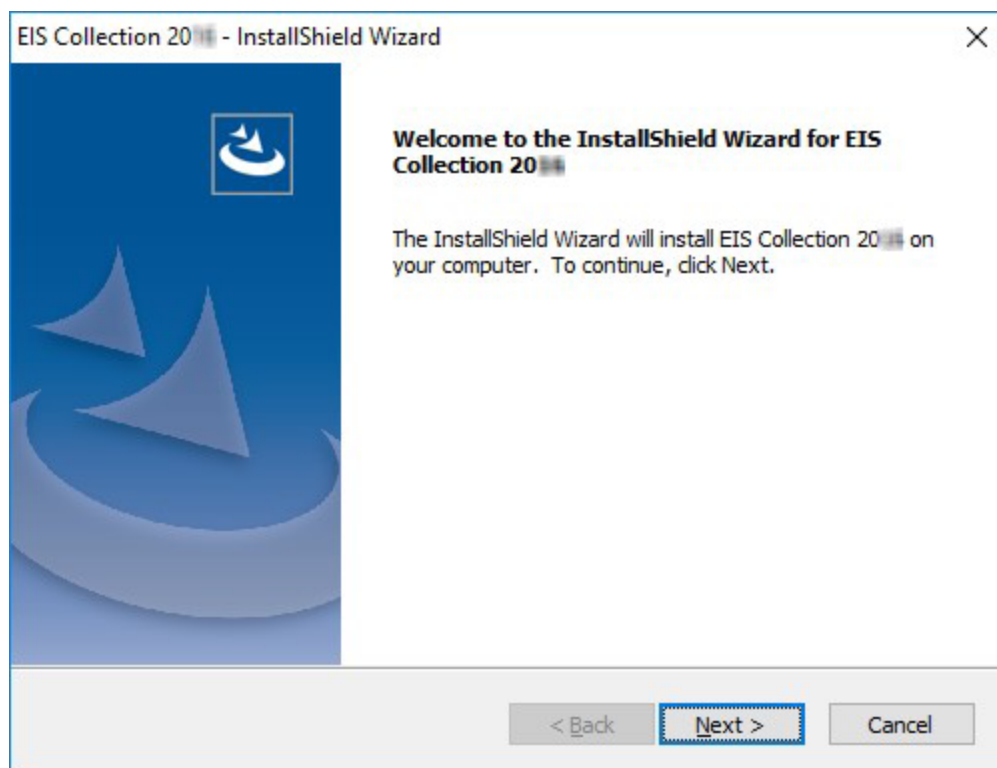 EIS Collection 20 - InstallShield Wizard
Welcome to the InstallShield Wizard for EIS
Collection 20
The InstallShield Wizard will install EIS Collection 20 on
your computer. To continue, click Next.
< Back
Next >
Cancel